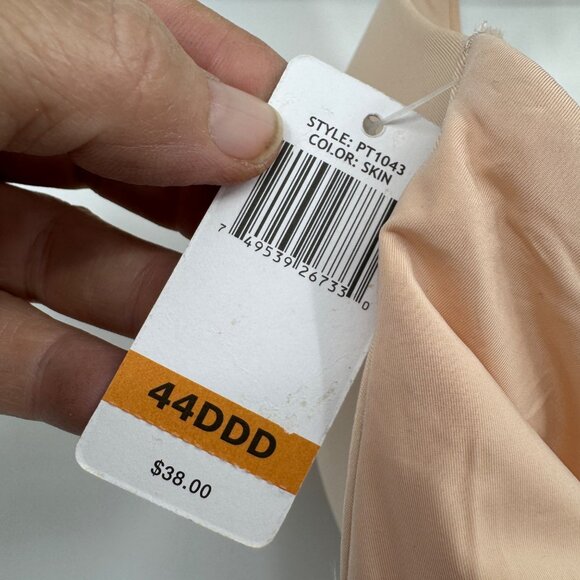 STYLE: PT1043
COLOR: SKIN
7 49539 26733 0
44DDD
$38.00